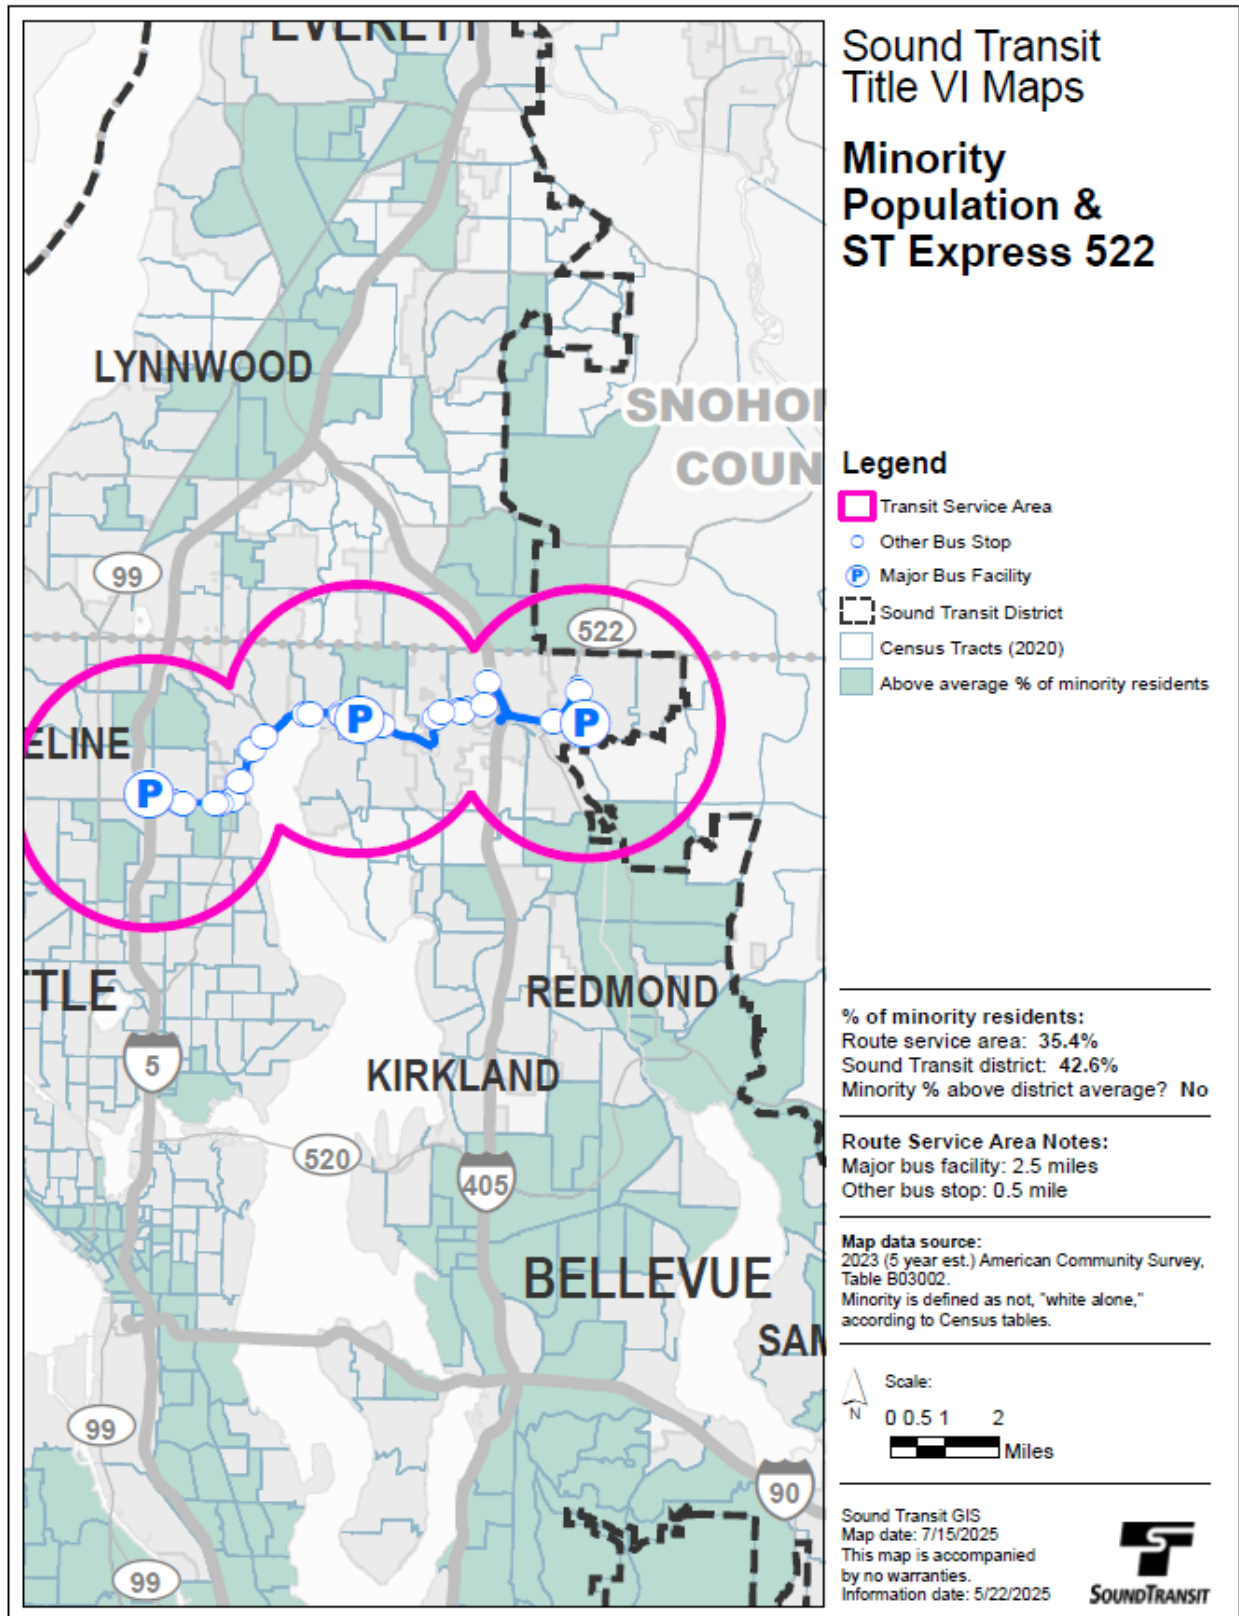 Sound Transit
Title VI Maps
Minority
Population &
ST Express 522
Legend
Transit Service Area
Other Bus Stop
P Major Bus Facility
Sound Transit District
Census Tracts (2020)
Above average % of minority residents
% of minority residents:
Route service area: 35.4%
Sound Transit district: 42.6%
Minority % above district average? No
Route Service Area Notes:
Major bus facility: 2.5 miles
Other bus stop: 0.5 mile
Map data source:
2023 (5 year est.) American Community Survey,
Table B03002.
Minority is defined as not, "white alone,"
according to Census tables.
Scale:
N
0 0.5 1 2
Miles
Sound Transit GIS
Map date: 7/15/2025
This map is accompanied
by no warranties.
Information date: 5/22/2025
SOUNDTRANSIT
EVERETT
LYNNWOOD
SNOHO
COUN
99
522
ELINE
P
P
P
TLE
REDMOND
5
KIRKLAND
520
405
BELLEVUE
SAM
99
90
99